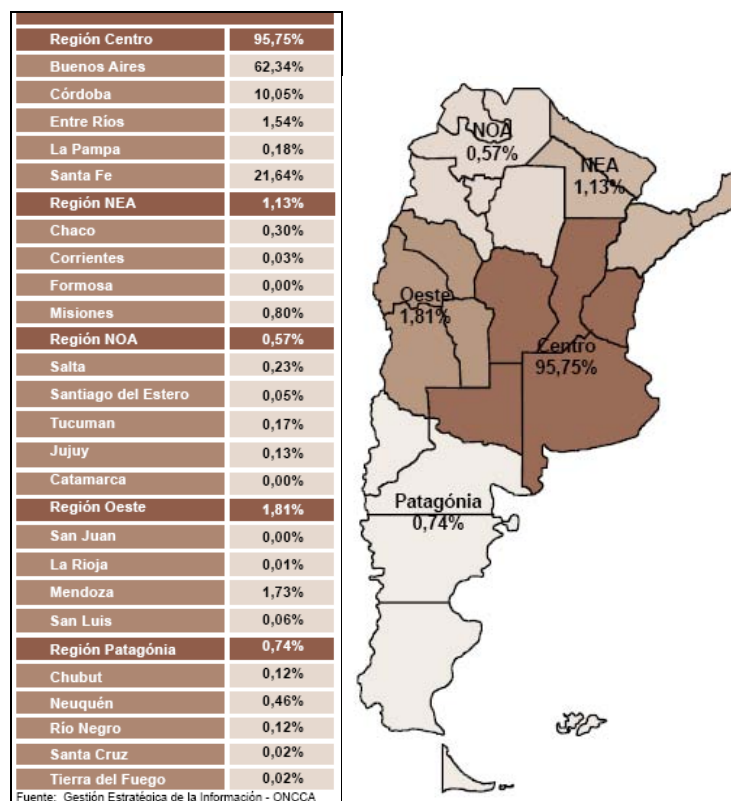 Región Centro 95,75%
Buenos Aires 62,34%
Córdoba 10,05%
Entre Ríos 1,54%
La Pampa 0,18%
Santa Fe 21,64%
Región NEA 1,13%
Chaco 0,30%
Corrientes 0,03%
Formosa 0,00%
Misiones 0,80%
Región NOA 0,57%
Salta 0,23%
Santiago del Estero 0,05%
Tucuman 0,17%
Jujuy 0,13%
Catamarca 0,00%
Región Oeste 1,81%
San Juan 0,00%
La Rioja 0,01%
Mendoza 1,73%
San Luis 0,06%
Región Patagónia 0,74%
Chubut 0,12%
Neuquén 0,46%
Río Negro 0,12%
Santa Cruz 0,02%
Tierra del Fuego 0,02%
Fuente: Gestión Estratégica de la Información - ONCCA
NOA
0,57%
NEA
1,13%
Oeste
1,81%
Centro
95,75%
Patagónia
0,74%